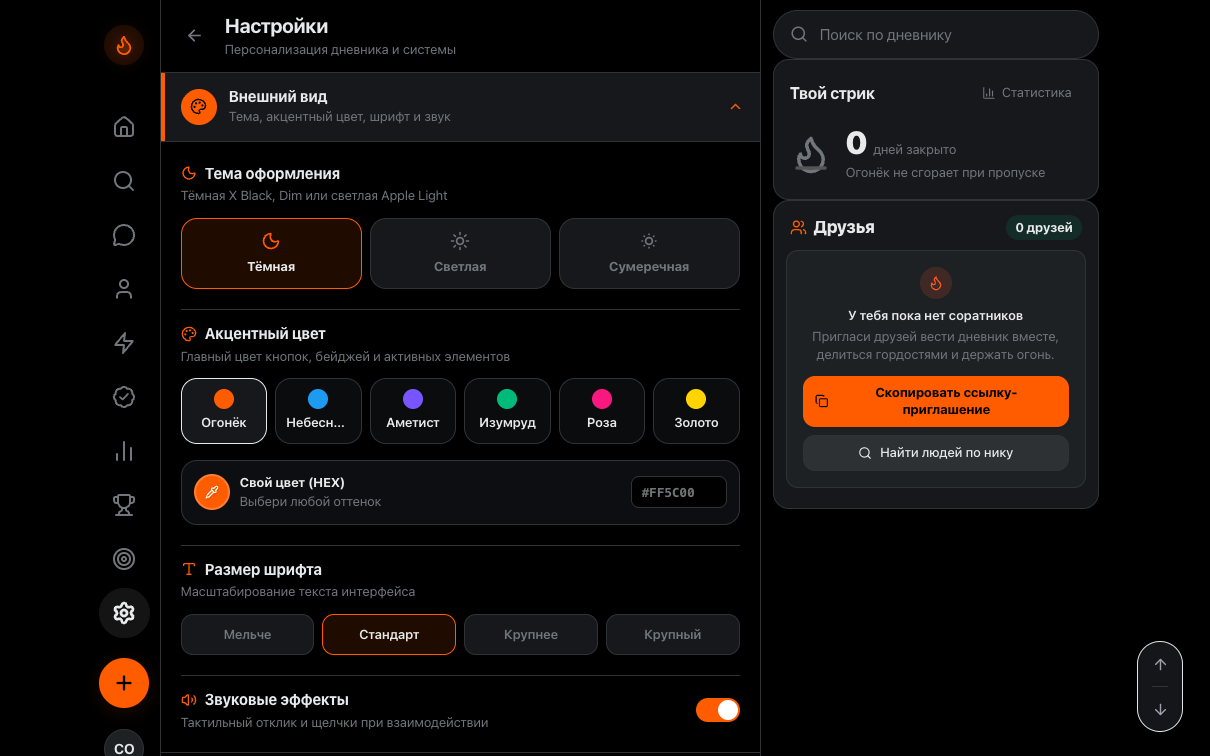 Настройки
Персонализация дневника и системы
Внешний вид
Тема, акцентный цвет, шрифт и звук
Тема оформления
Тёмная X Black, Dim или светлая Apple Light
Тёмная
Светлая
Сумеречная
Акцентный цвет
Главный цвет кнопок, бейджей и активных элементов
Огонёк
Небесн...
Аметист
Изумруд
Роза
Золото
Свой цвет (HEX)
Выбери любой оттенок
#FF5C00
Размер шрифта
Масштабирование текста интерфейса
Мельче
Стандарт
Крупнее
Крупный
Звуковые эффекты
Тактильный отклик и щелчки при взаимодействии
CO
Поиск по дневнику
Твой стрик
Статистика
0 дней закрыто
Огонёк не сгорает при пропуске
Друзья
0 друзей
У тебя пока нет соратников
Пригласи друзей вести дневник вместе,
делиться гордостями и держать огонь.
Скопировать ссылку-
приглашение
Найти людей по нику